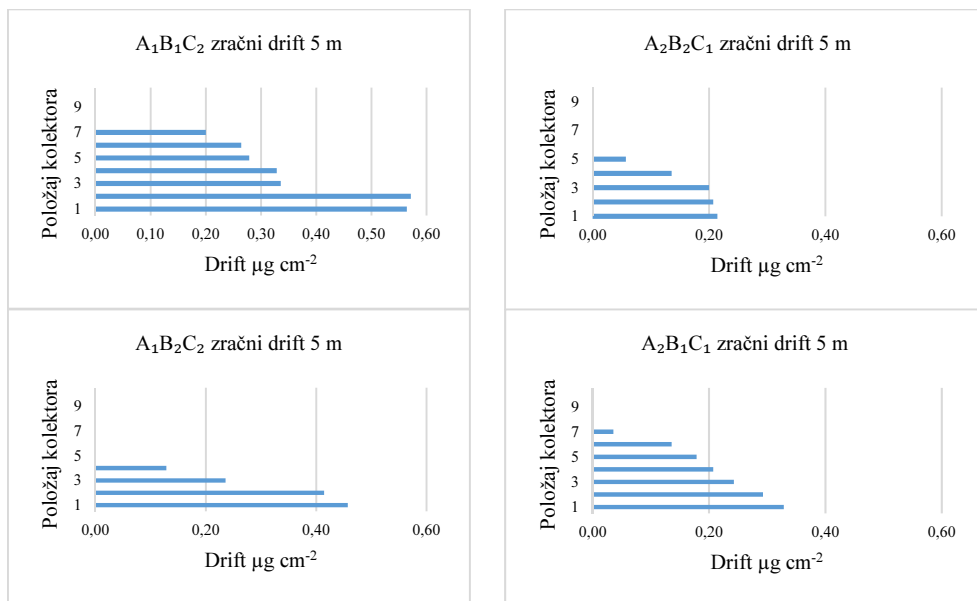 A₁B₁C₂ zračni drift 5 m
Položaj kolektora
9
7
5
3
1
0,00 0,10 0,20 0,30 0,40 0,50 0,60
Drift µg cm⁻²
A₂B₂C₁ zračni drift 5 m
Položaj kolektora
9
7
5
3
1
0,00 0,20 0,40 0,60
Drift µg cm⁻²
A₁B₂C₂ zračni drift 5 m
Položaj kolektora
9
7
5
3
1
0,00 0,20 0,40 0,60
Drift µg cm⁻²
A₂B₁C₁ zračni drift 5 m
Položaj kolektora
9
7
5
3
1
0,00 0,20 0,40 0,60
Drift µg cm⁻²